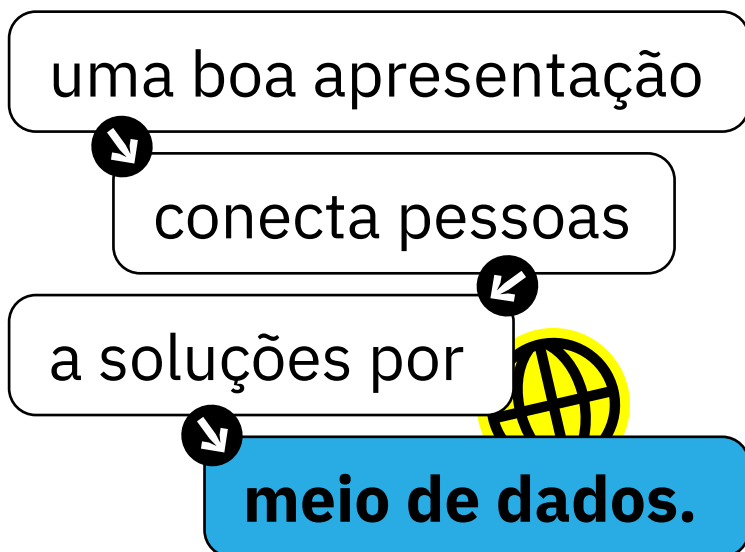 uma boa apresentação
conecta pessoas
a soluções por
meio de dados.